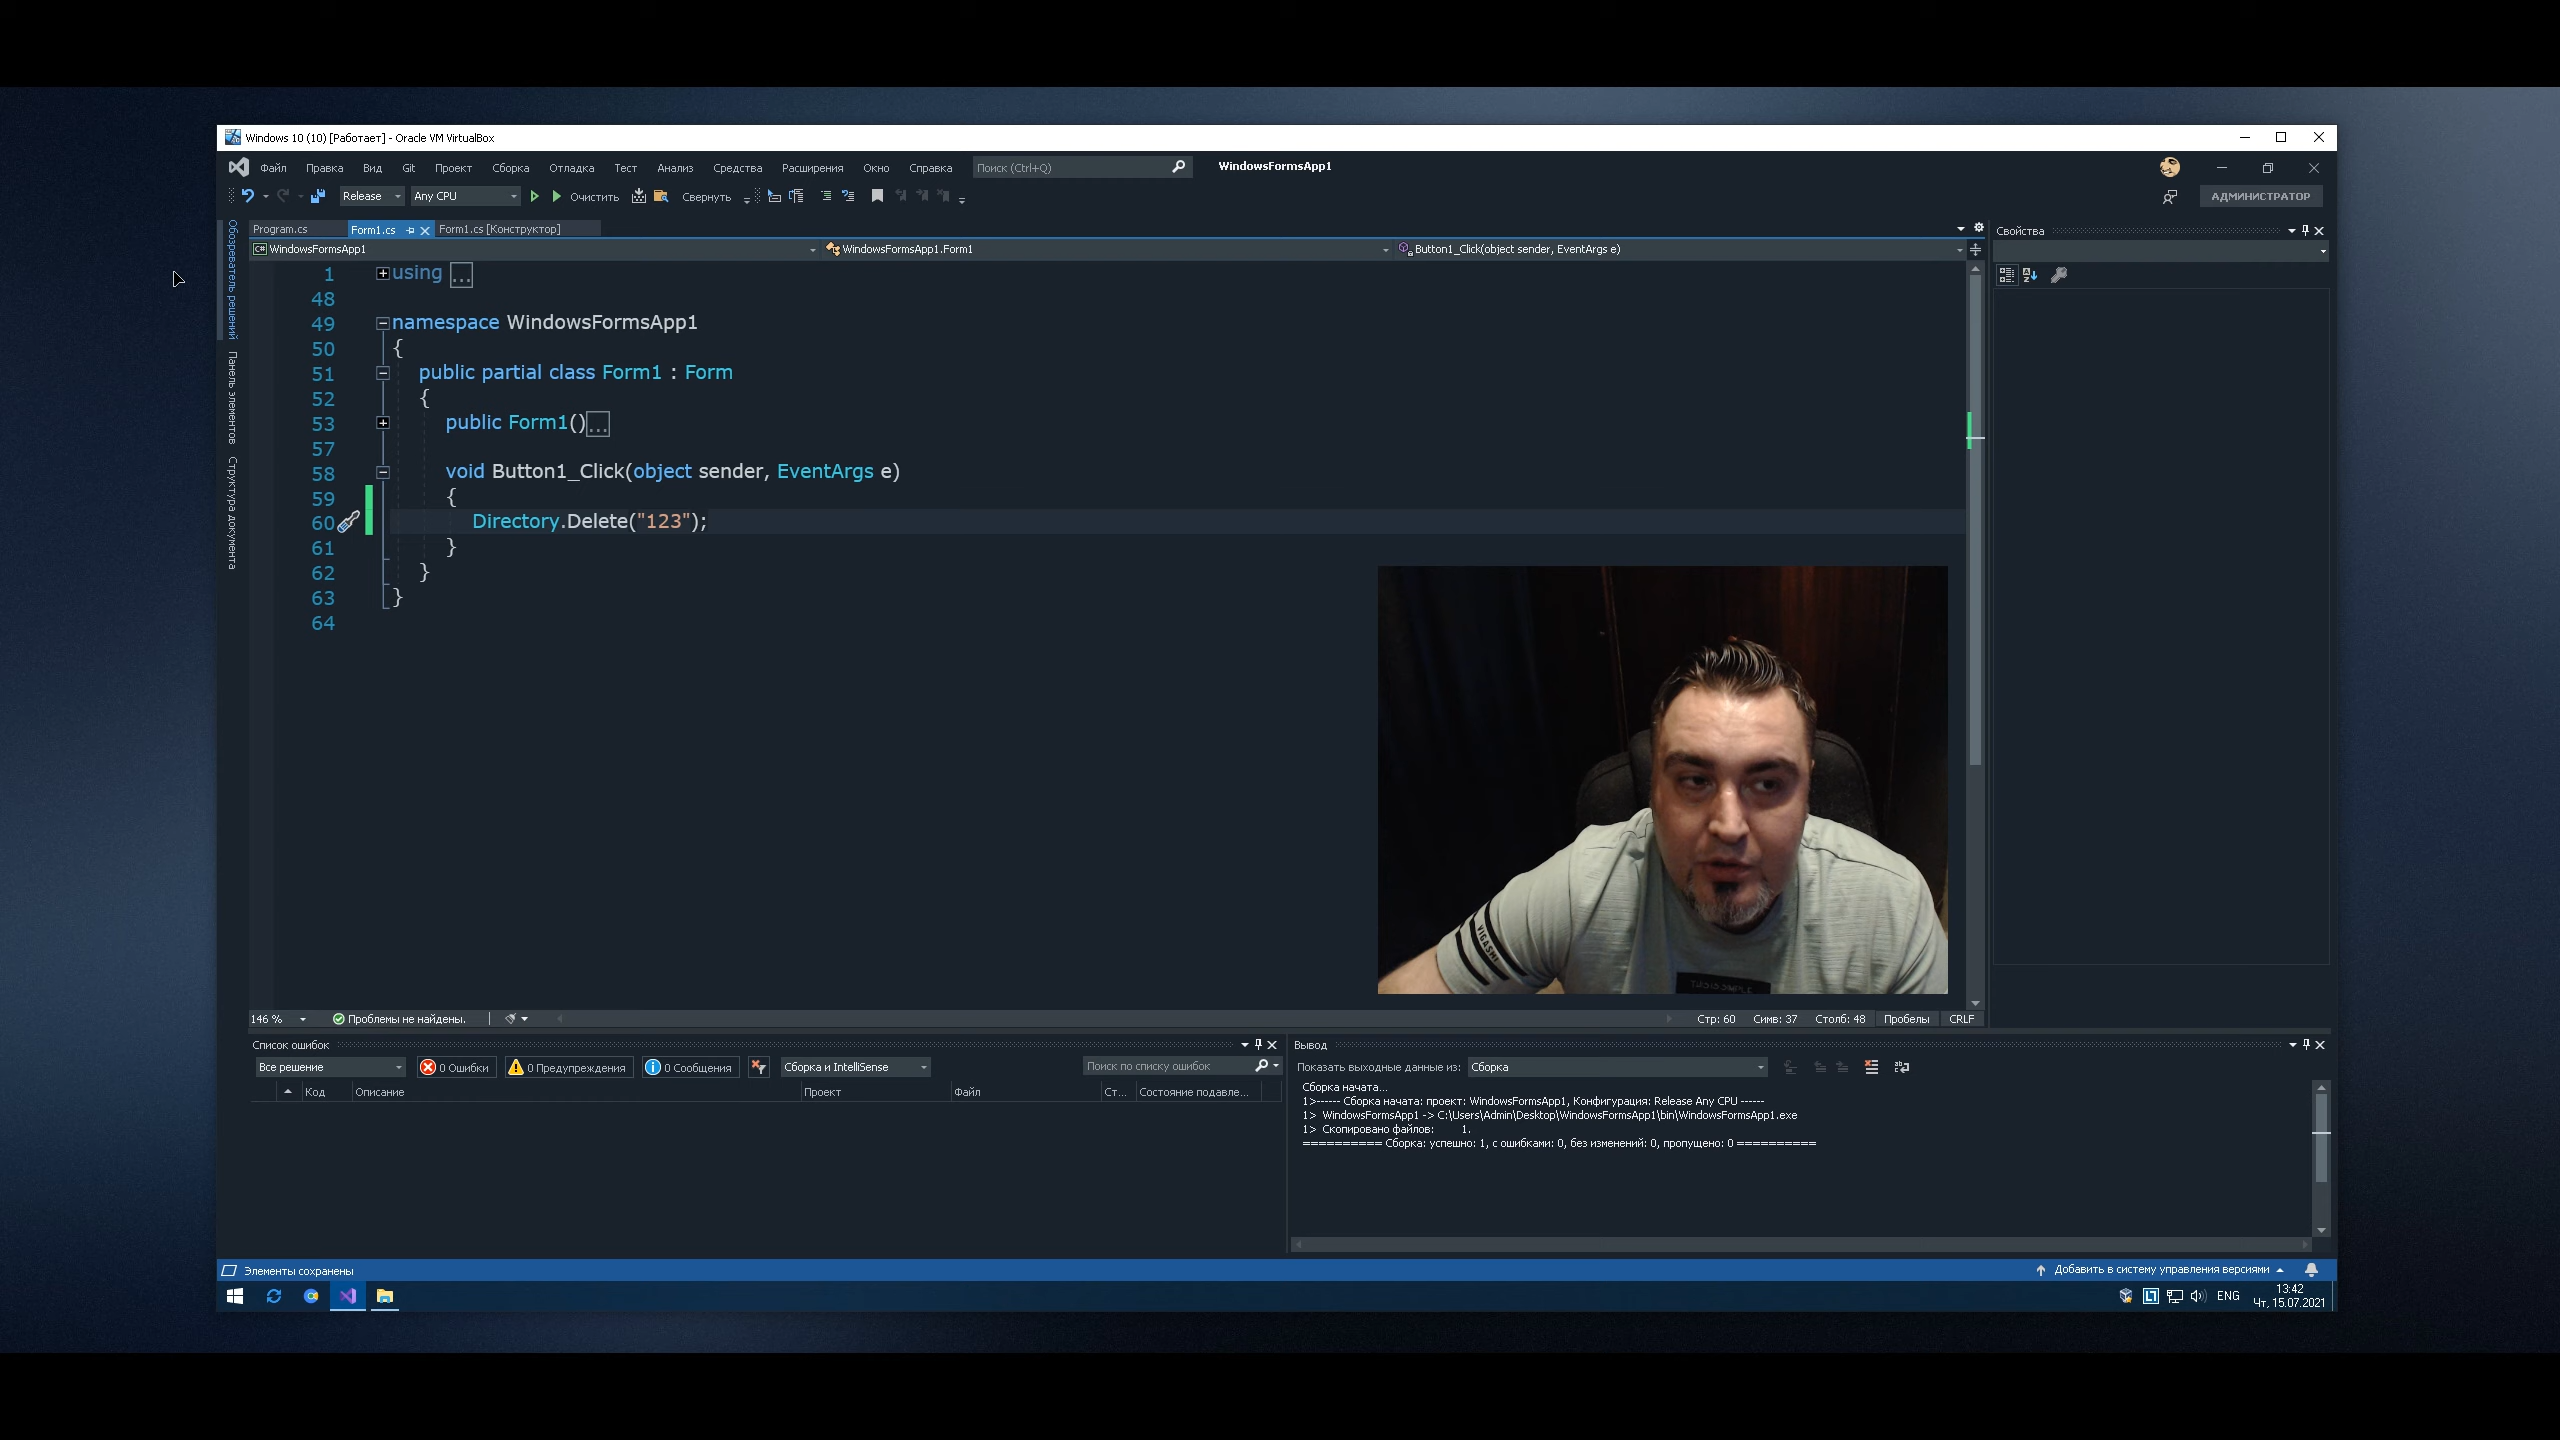 Windows 10 (10) [Работает] - Oracle VM VirtualBox
Файл Правка Вид Git Проект Сборка Отладка Тест Анализ Средства Расширения Окно Справка Поиск (Ctrl+Q) WindowsFormsApp1
Release Any CPU Очистить Свернуть АДМИНИСТРАТОР
Обозреватель решений
Панель элементов
Структура документа
Program.cs Form1.cs Form1.cs [Конструктор]
WindowsFormsApp1 WindowsFormsApp1.Form1 Button1_Click(object sender, EventArgs e)
Свойства
1 using ...
48
49 namespace WindowsFormsApp1
50 {
51 public partial class Form1 : Form
52 {
53 public Form1()...
57
58 void Button1_Click(object sender, EventArgs e)
59 {
60 Directory.Delete("123");
61 }
62 }
63 }
64
VIGASMI
146 % Проблемы не найдены. Стр: 60 Симв: 37 Столб: 48 Пробелы CRLF
Список ошибок
Все решение 0 Ошибки 0 Предупреждения 0 Сообщения Сборка и IntelliSense Поиск по списку ошибок
Код Описание Проект Файл Ст... Состояние подавле...
Вывод
Показать выходные данные из: Сборка
Сборка начата...
1>------ Сборка начата: проект: WindowsFormsApp1, Конфигурация: Release Any CPU ------
1> WindowsFormsApp1 -> C:\Users\Admin\Desktop\WindowsFormsApp1\bin\WindowsFormsApp1.exe
1> Скопировано файлов: 1.
========== Сборка: успешно: 1, с ошибками: 0, без изменений: 0, пропущено: 0 ==========
Элементы сохранены Добавить в систему управления версиями
ENG 13:42
Чт, 15.07.2021